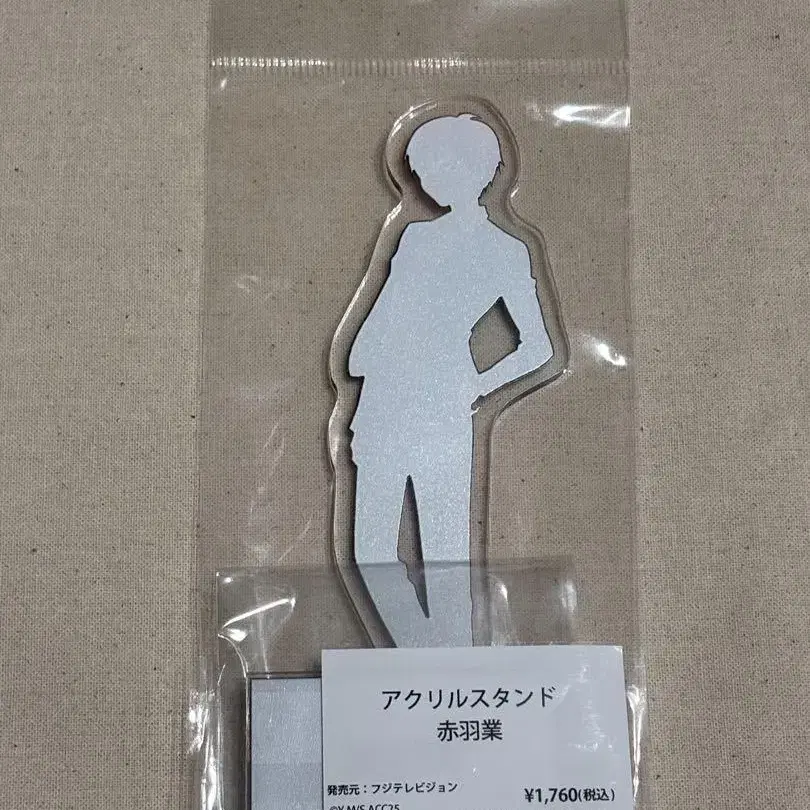 アクリルスタンド
赤羽業
発売元：フジテレビジョン
¥1,760(税込)
©Y.M/S,ACC25